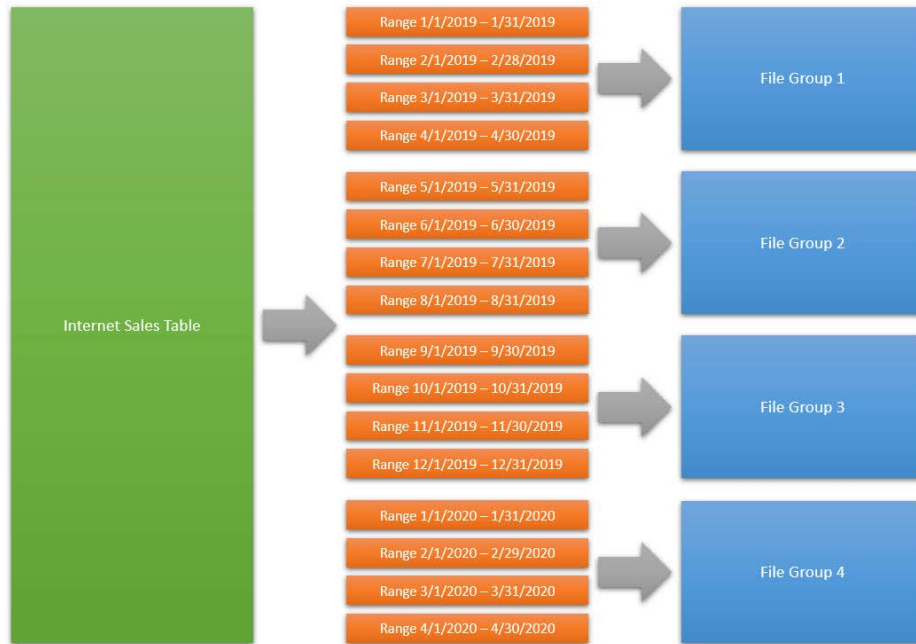 Internet Sales Table
Range 1/1/2019 – 1/31/2019
Range 2/1/2019 – 2/28/2019
Range 3/1/2019 – 3/31/2019
Range 4/1/2019 – 4/30/2019
File Group 1
Range 5/1/2019 – 5/31/2019
Range 6/1/2019 – 6/30/2019
Range 7/1/2019 – 7/31/2019
Range 8/1/2019 – 8/31/2019
File Group 2
Range 9/1/2019 – 9/30/2019
Range 10/1/2019 – 10/31/2019
Range 11/1/2019 – 11/30/2019
Range 12/1/2019 – 12/31/2019
File Group 3
Range 1/1/2020 – 1/31/2020
Range 2/1/2020 – 2/29/2020
Range 3/1/2020 – 3/31/2020
Range 4/1/2020 – 4/30/2020
File Group 4